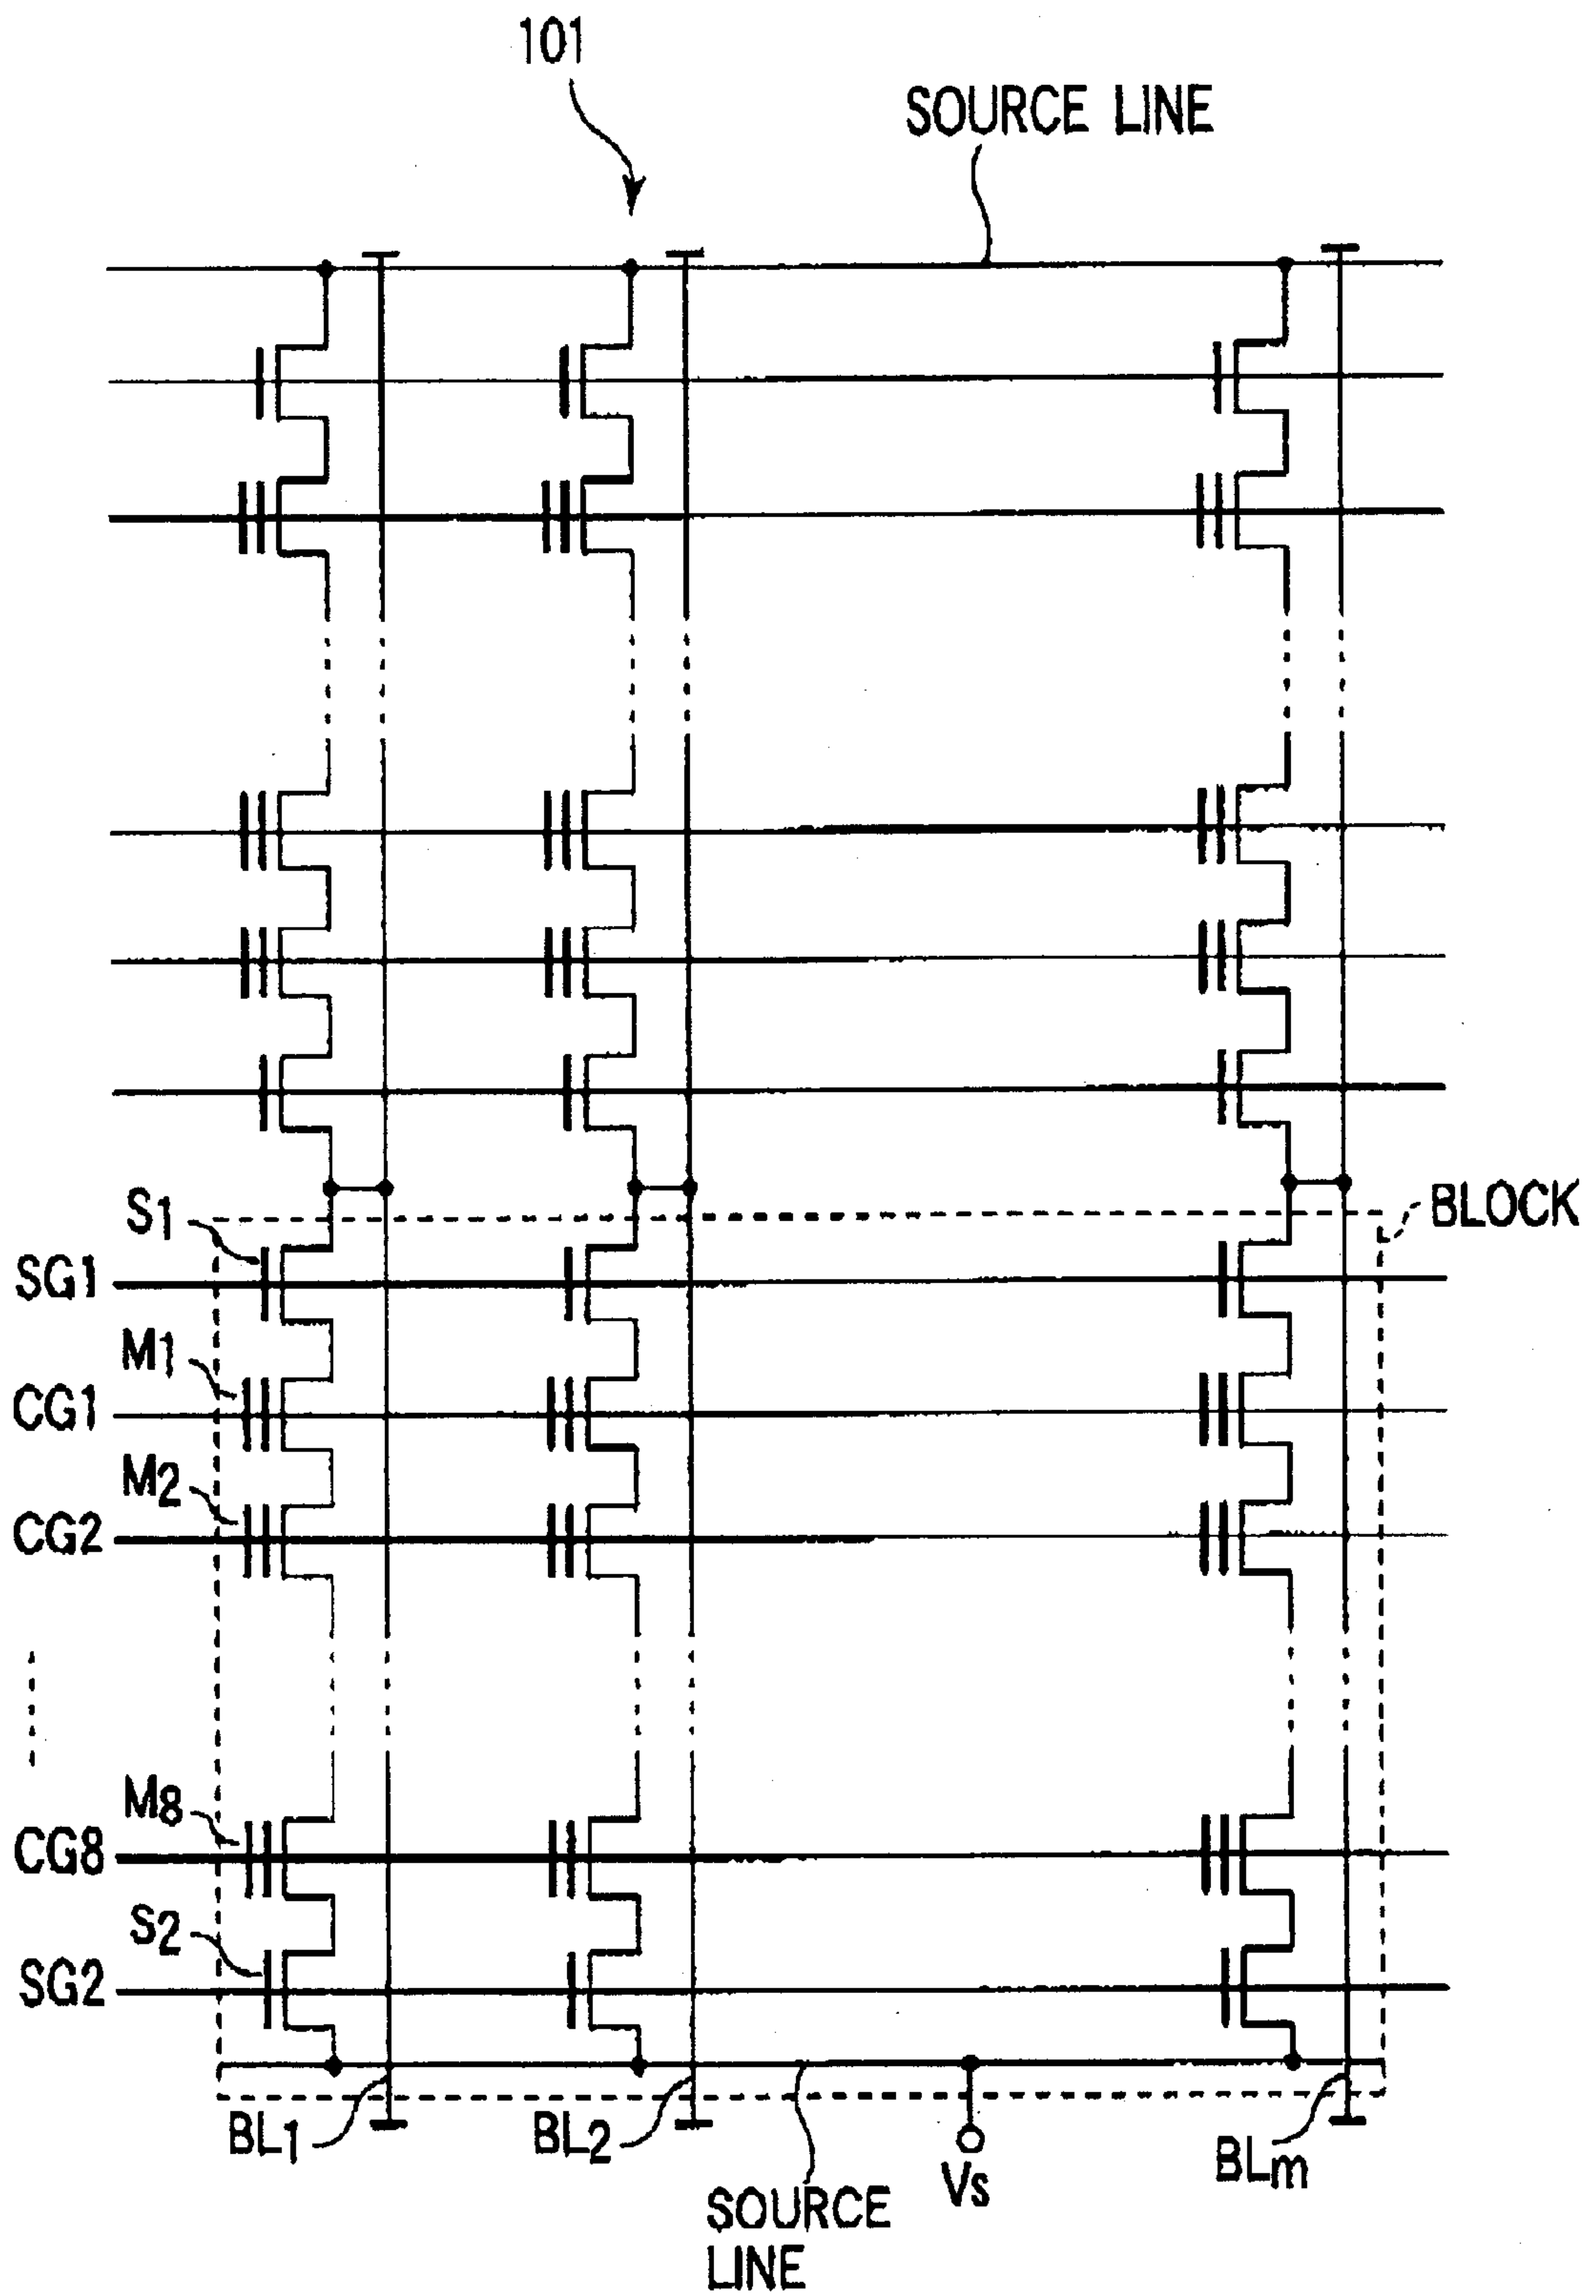 101
SOURCE LINE
BLOCK
S1
SG1
M1
CG1
M2
CG2
M8
CG8
S2
SG2
BL1
BL2
Vs
BLm
SOURCE
LINE